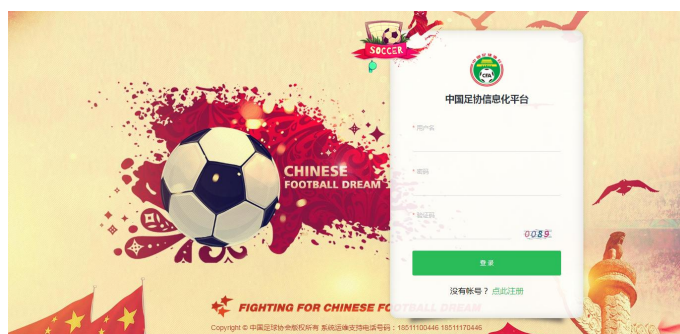 SOCCER
CFA
中国足协信息化平台
* 用户名
CHINESE
FOOTBALL DREAM
* 密码
* 验证码
0089
登 录
没有帐号？ 点此注册
FIGHTING FOR CHINESE FOOTBALL DREAM
Copyright © 中国足球协会版权所有 系统运维支持电话号码：18511100446 18511170446